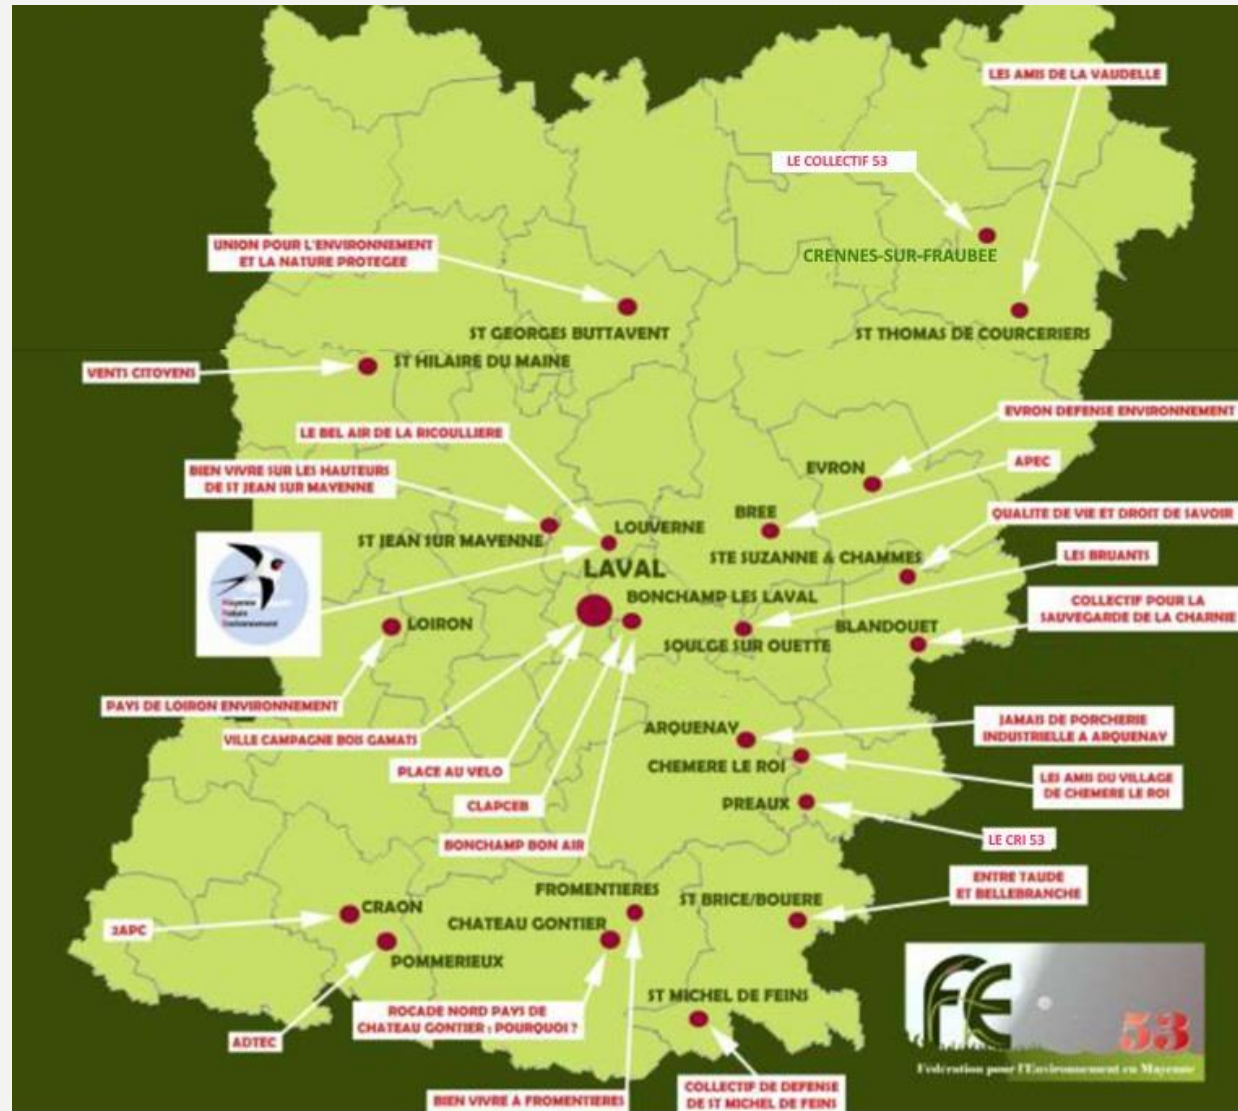 LES AMIS DE LA VAUDELLE
LE COLLECTIF 53
CRENNES-SUR-FRAUBEE
UNION POUR L'ENVIRONNEMENT
ET LA NATURE PROTEGEE
ST GEORGES BUTTAVENT
ST THOMAS DE COURCERIERS
ST HILAIRE DU MAINE
VENTS CITOYENS
EVRON DEFENSE ENVIRONNEMENT
LE BEL AIR DE LA RICOULLIERE
APEC
BIEN VIVRE SUR LES HAUTEURS
DE ST JEAN SUR MAYENNE
EVRON
BREE
QUALITE DE VIE ET DROIT DE SAVOIR
LOUVERNE
ST JEAN SUR MAYENNE
STE SUZANNE & CHAMMES
LES BRUANTS
LAVAL
BONCHAMP LES LAVAL
COLLECTIF POUR LA
SAUVEGARDE DE LA CHARNIE
Mayenne
Nature
Environnement
LOIRON
BLANDOUET
SOULGE SUR OUETTE
PAYS DE LOIRON ENVIRONNEMENT
VILLE CAMPAGNE BOIS GAMATS
ARQUENAY
JAMAIS DE PORCHERIE
INDUSTRIELLE A ARQUENAY
PLACE AU VELO
CHEMERE LE ROI
LES AMIS DU VILLAGE
DE CHEMERE LE ROI
CLAPCEB
PREAUX
BONCHAMP BON AIR
LE CRI 53
ENTRE TAUDE
ET BELLEBRANCHE
FROMENTIERES
ST BRICE/BOUERE
CRAON
CHATEAU GONTIER
2APC
POMMERIEUX
ST MICHEL DE FEINS
ROCADE NORD PAYS DE
CHATEAU GONTIER : POURQUOI ?
ADTEC
FE
53
Fédération pour l'Environnement en Mayenne
BIEN VIVRE A FROMENTIERES
COLLECTIF DE DEFENSE
DE ST MICHEL DE FEINS